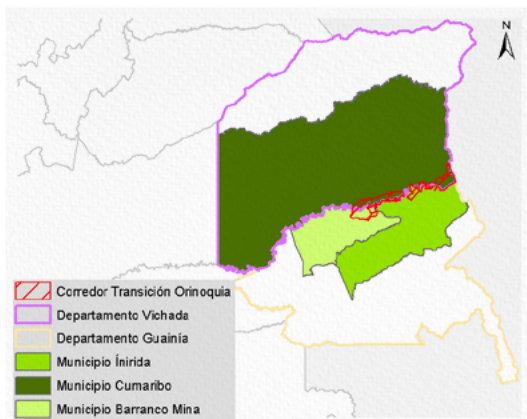 N
Corredor Transición Orinoquia
Departamento Vichada
Departamento Guainía
Municipio Ínirida
Municipio Cumaribo
Municipio Barranco Mina